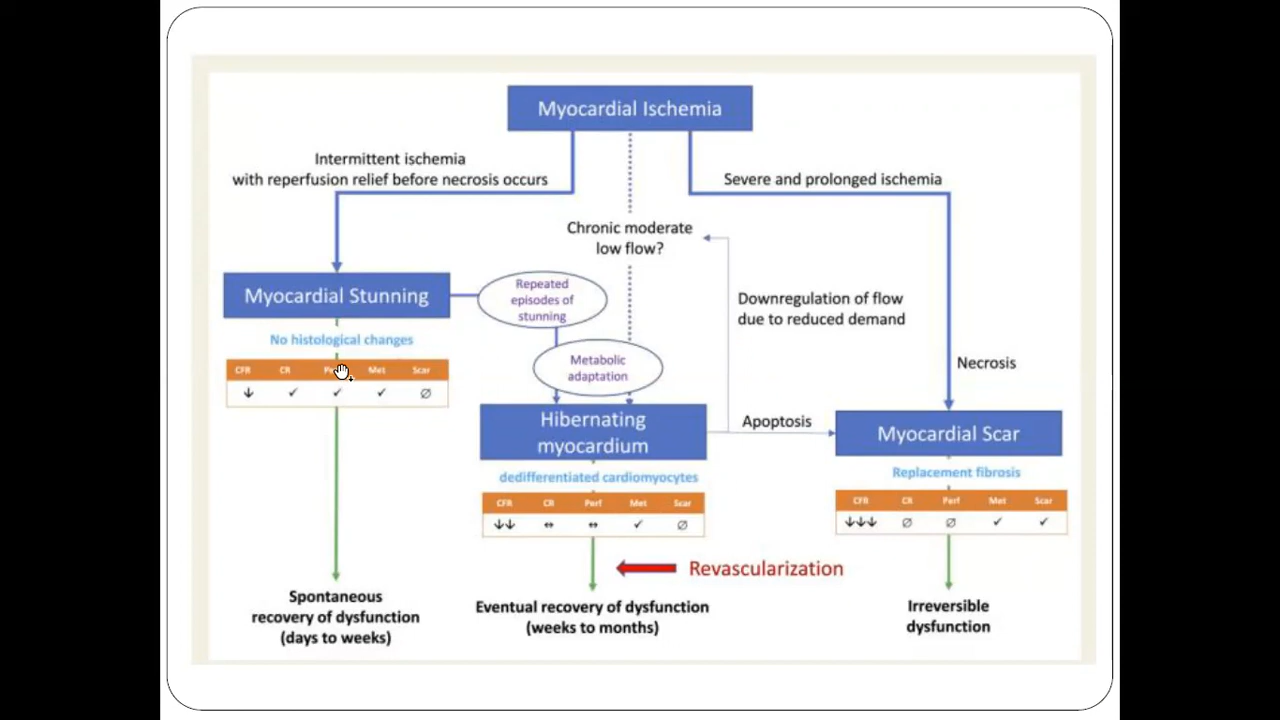 Myocardial Ischemia
Intermittent ischemia
with reperfusion relief before necrosis occurs
Severe and prolonged ischemia
Chronic moderate
low flow?
Myocardial Stunning
Repeated
episodes of
stunning
Downregulation of flow
due to reduced demand
No histological changes
CFR CR Met Scar
↓ ✓ ✓ ✓ ∅
Metabolic
adaptation
Necrosis
Hibernating
myocardium
Apoptosis
Myocardial Scar
dedifferentiated cardiomyocytes
Replacement fibrosis
CFR CR Perf Met Scar
↓↓ ↔ ↔ ✓ ∅
CFR CR Perf Met Scar
↓↓↓ ∅ ∅ ✓ ✓
Revascularization
Spontaneous
recovery of dysfunction
(days to weeks)
Eventual recovery of dysfunction
(weeks to months)
Irreversible
dysfunction